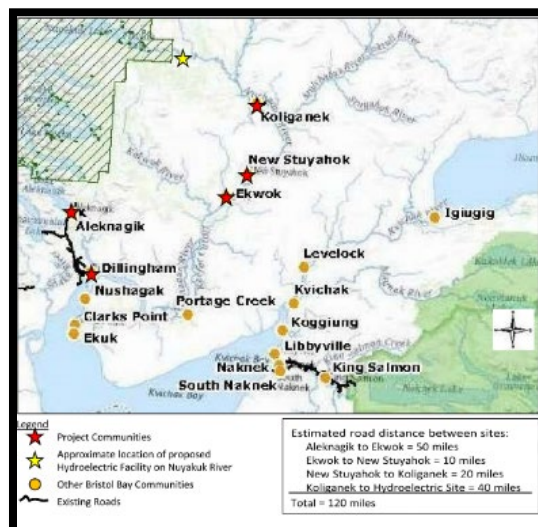 Koliganek
New Stuyahok
Ekwok
Igiugig
Aleknagik
Levelock
Dillingham
Kvichak
Nushagak
Portage Creek
Koggiung
Clarks Point
Libbyville
Ekuk
Naknek
King Salmon
South Naknek
Kvichak Bay
Legend
Project Communities
Approximate location of proposed
Hydroelectric Facility on Nuyakuk River
Other Bristol Bay Communities
Existing Roads
Estimated road distance between sites:
Aleknagik to Ekwok = 50 miles
Ekwok to New Stuyahok = 10 miles
New Stuyahok to Koliganek = 20 miles
Koliganek to Hydroelectric Site = 40 miles
Total = 120 miles